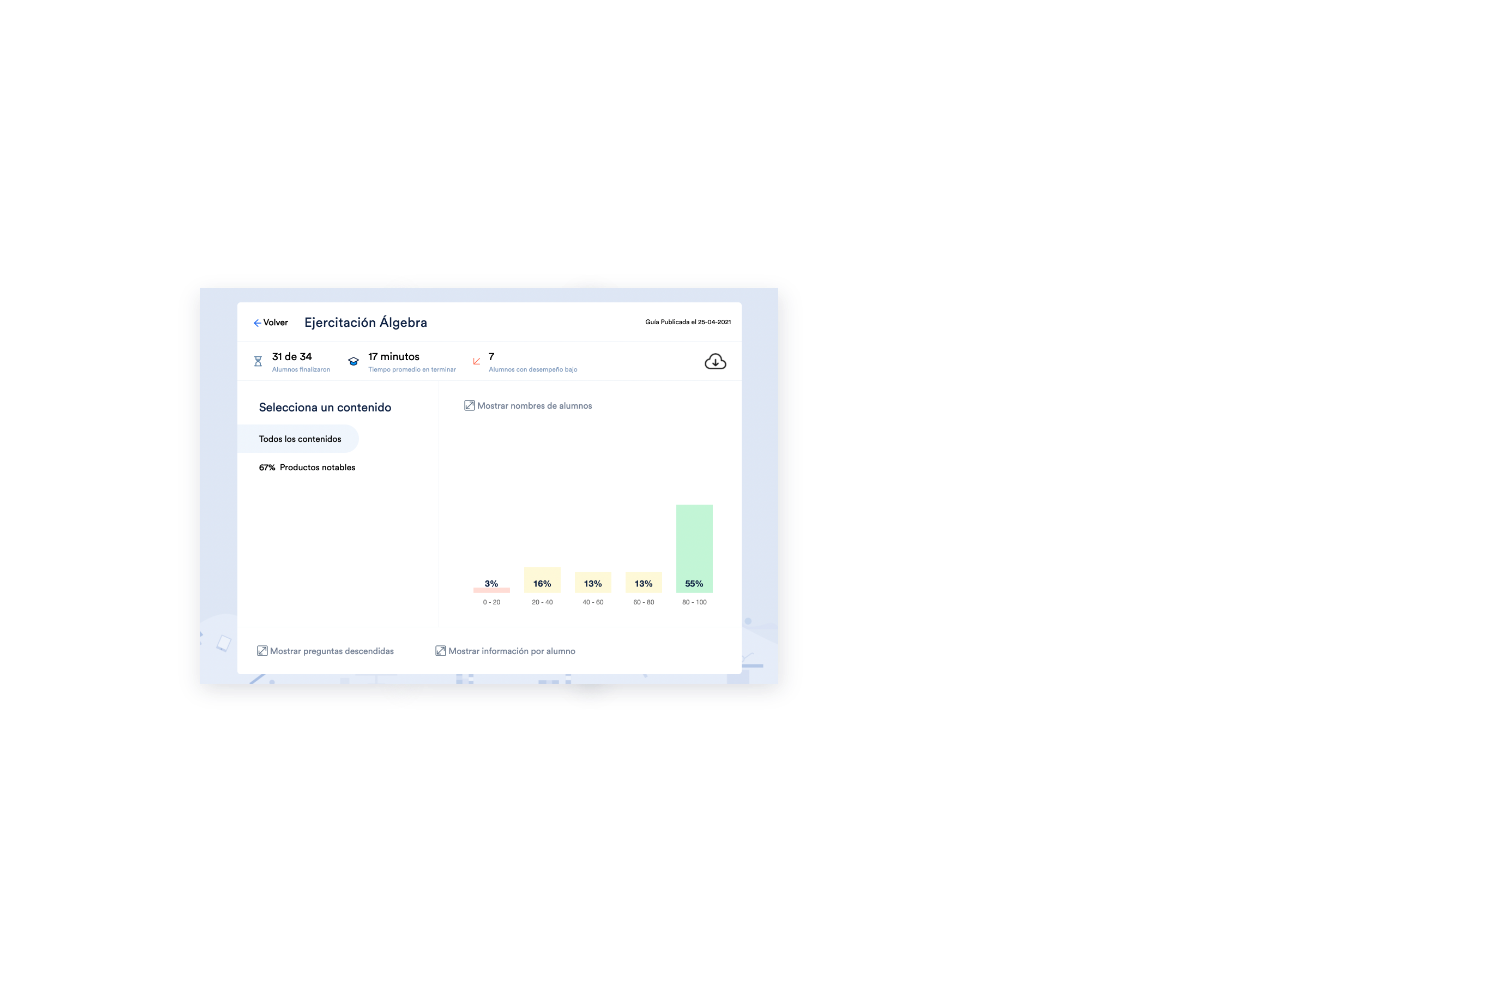 Volver
Ejercitación Álgebra
Guía Publicada el 25-04-2021
31 de 34
Alumnos finalizaron
17 minutos
Tiempo promedio en terminar
7
Alumnos con desempeño bajo
Selecciona un contenido
Todos los contenidos
67% Productos notables
Mostrar nombres de alumnos
3%
16%
13%
13%
55%
0 - 20
20 - 40
40 - 60
60 - 80
80 - 100
Mostrar preguntas descendidas
Mostrar información por alumno